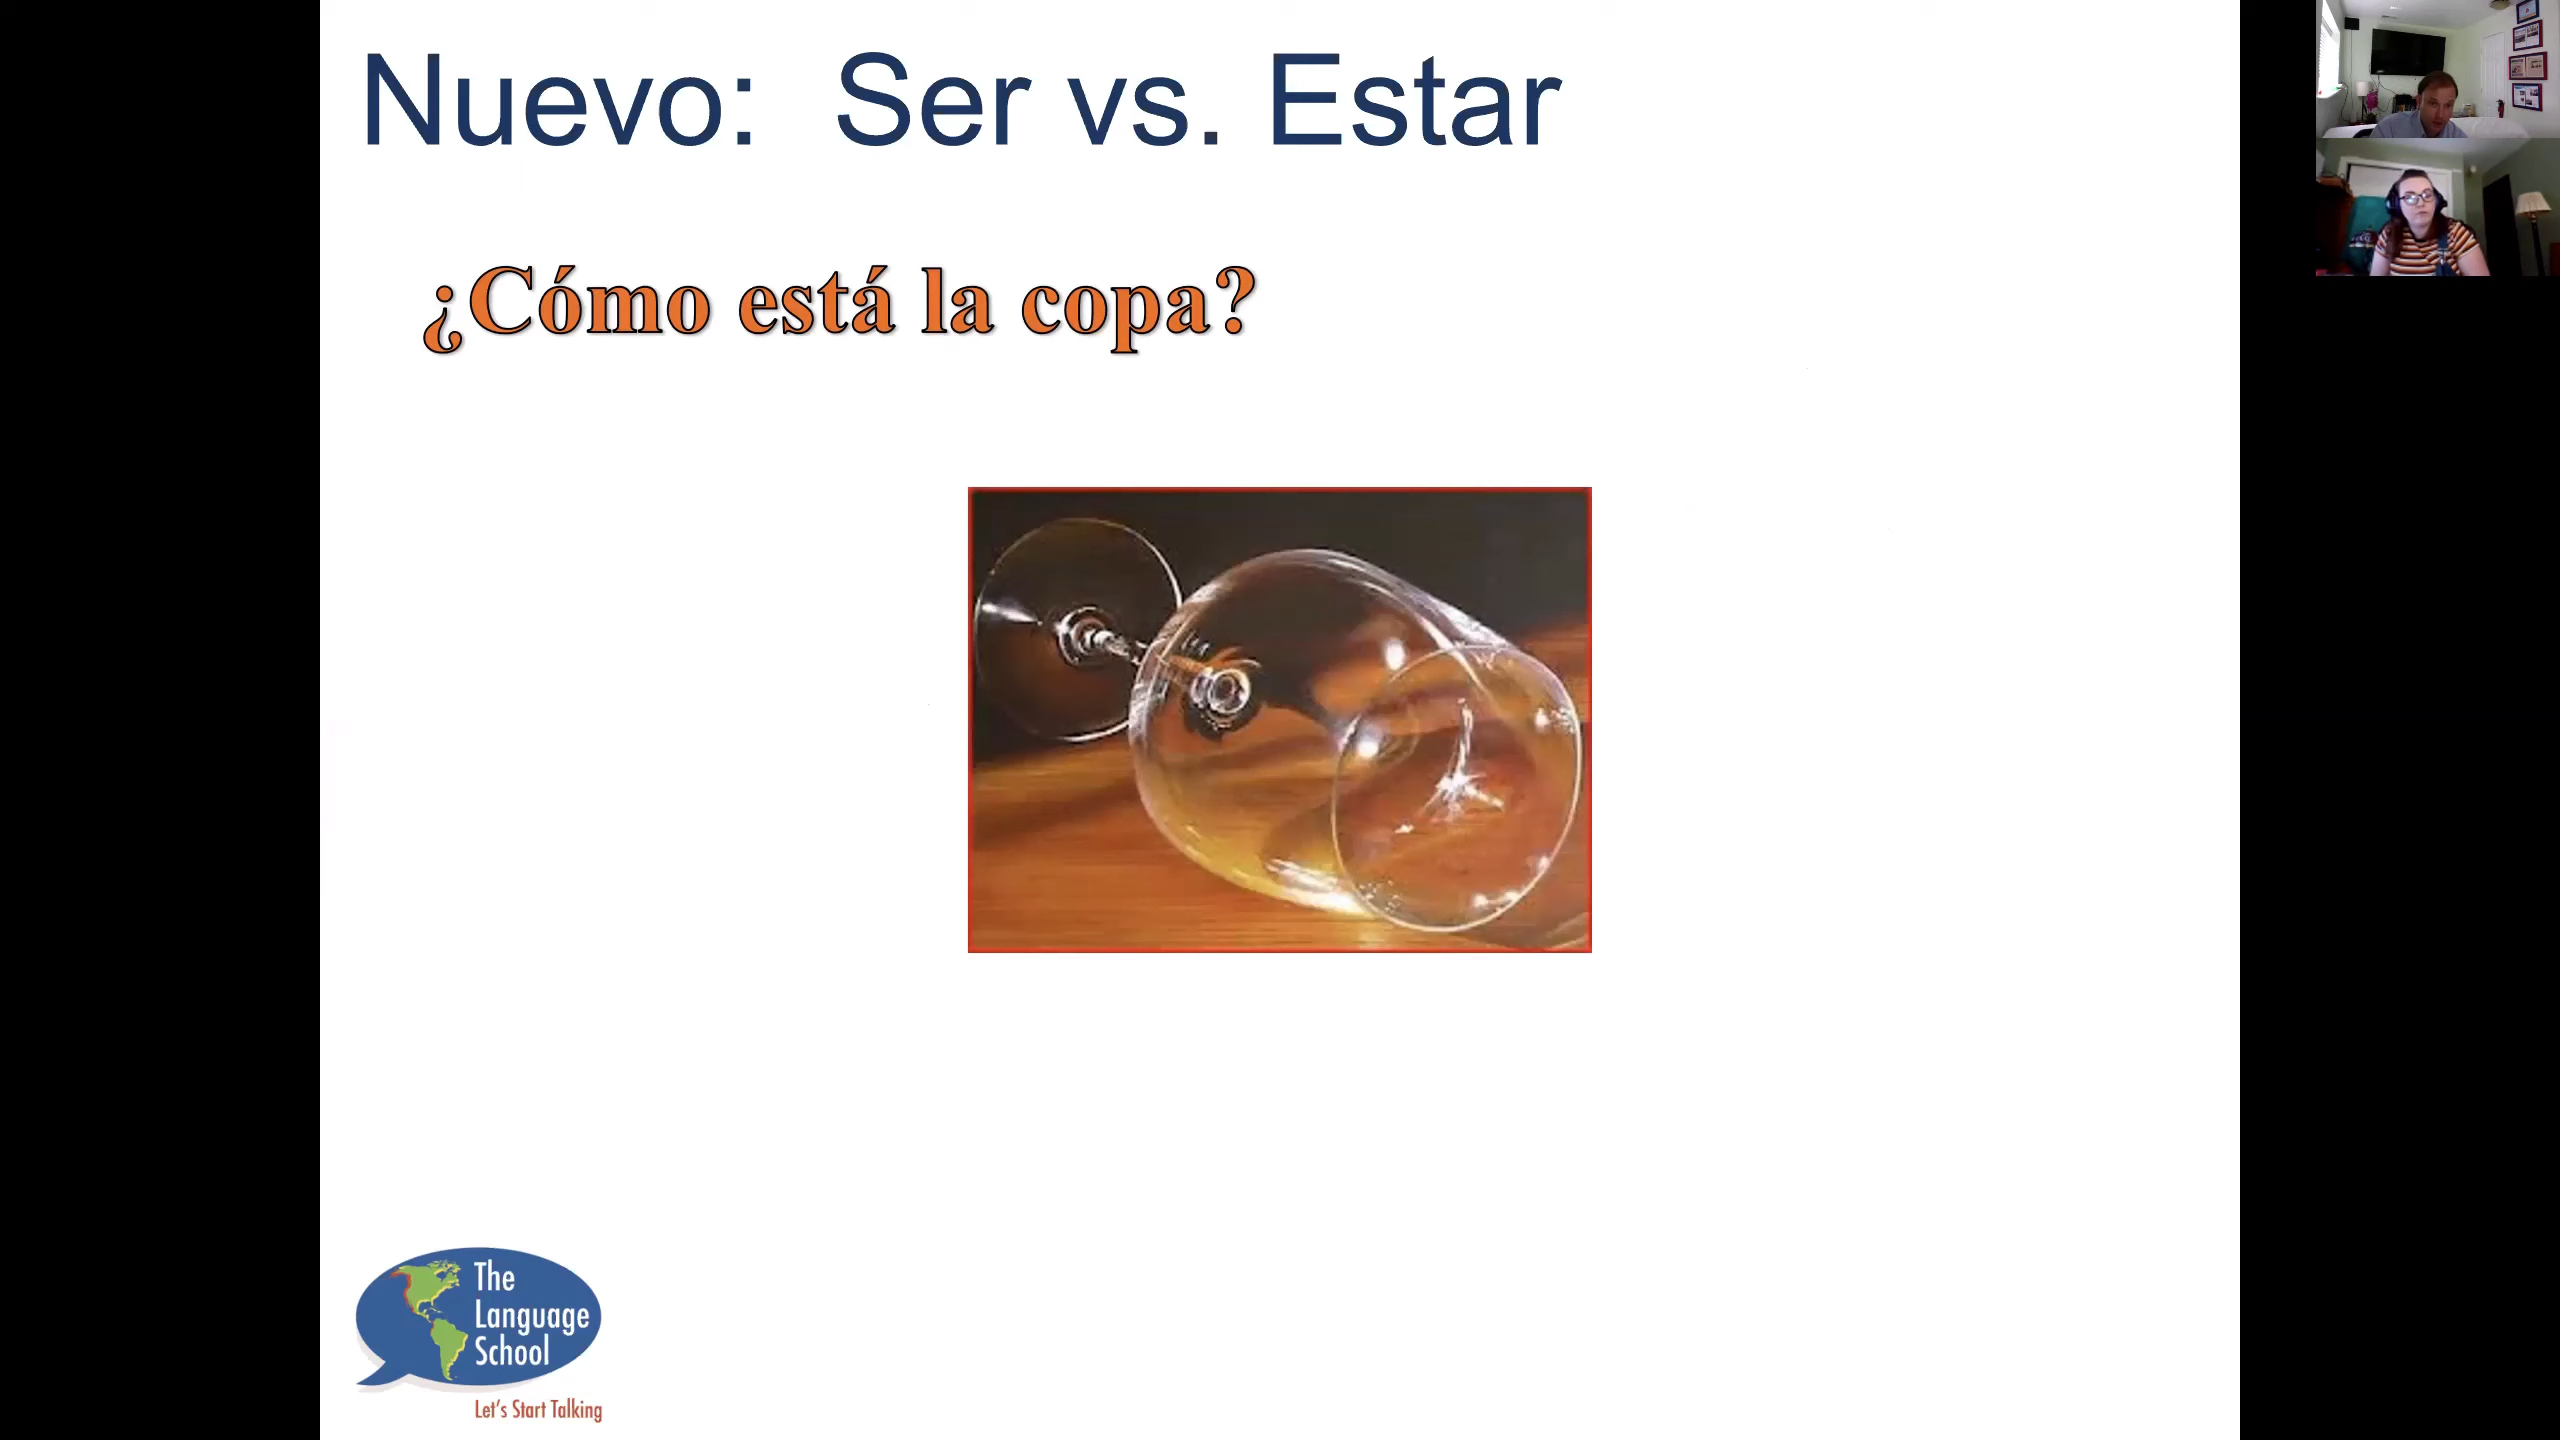 Nuevo: Ser vs. Estar
¿Cómo está la copa?
The
Language
School
Let's Start Talking